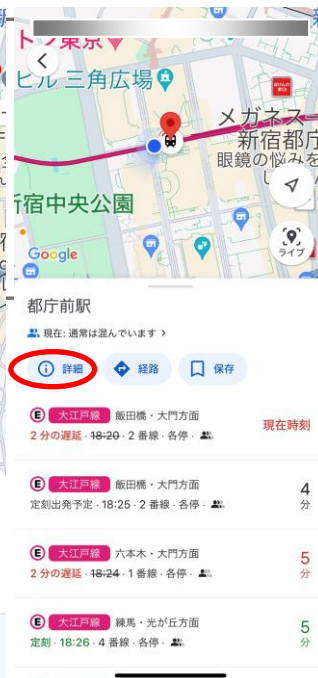 ト
東京
ビル 三角広場
メガネスー
新宿都庁
眼鏡の悩みを
宿中央公園
Google
ライブ
都庁前駅
現在: 通常は混んでいます >
詳細
経路
保存
E 大江戸線 飯田橋・大門方面
現在時刻
2 分の遅延 · 18:20 · 2 番線 · 各停 ·
E 大江戸線 飯田橋・大門方面
4
定刻出発予定 · 18:25 · 2 番線 · 各停 ·
分
E 大江戸線 六本木・大門方面
5
2 分の遅延 · 18:24 · 1 番線 · 各停 ·
分
E 大江戸線 練馬・光が丘方面
5
定刻 · 18:26 · 4 番線 · 各停 ·
分